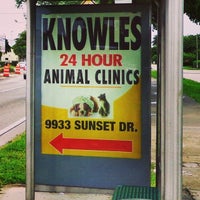 KNOWLES
24 HOUR
ANIMAL CLINICS
9933 SUNSET DR.